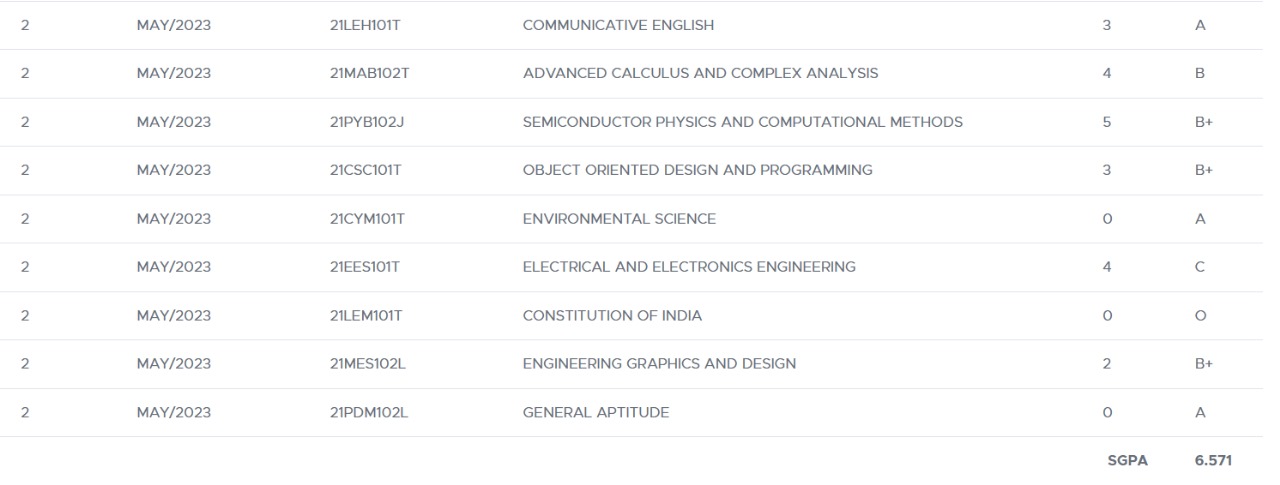 2 MAY/2023 21LEH101T COMMUNICATIVE ENGLISH 3 A
2 MAY/2023 21MAB102T ADVANCED CALCULUS AND COMPLEX ANALYSIS 4 B
2 MAY/2023 21PYB102J SEMICONDUCTOR PHYSICS AND COMPUTATIONAL METHODS 5 B+
2 MAY/2023 21CSC101T OBJECT ORIENTED DESIGN AND PROGRAMMING 3 B+
2 MAY/2023 21CYM101T ENVIRONMENTAL SCIENCE 0 A
2 MAY/2023 21EES101T ELECTRICAL AND ELECTRONICS ENGINEERING 4 C
2 MAY/2023 21LEM101T CONSTITUTION OF INDIA 0 O
2 MAY/2023 21MES102L ENGINEERING GRAPHICS AND DESIGN 2 B+
2 MAY/2023 21PDM102L GENERAL APTITUDE 0 A
SGPA 6.571